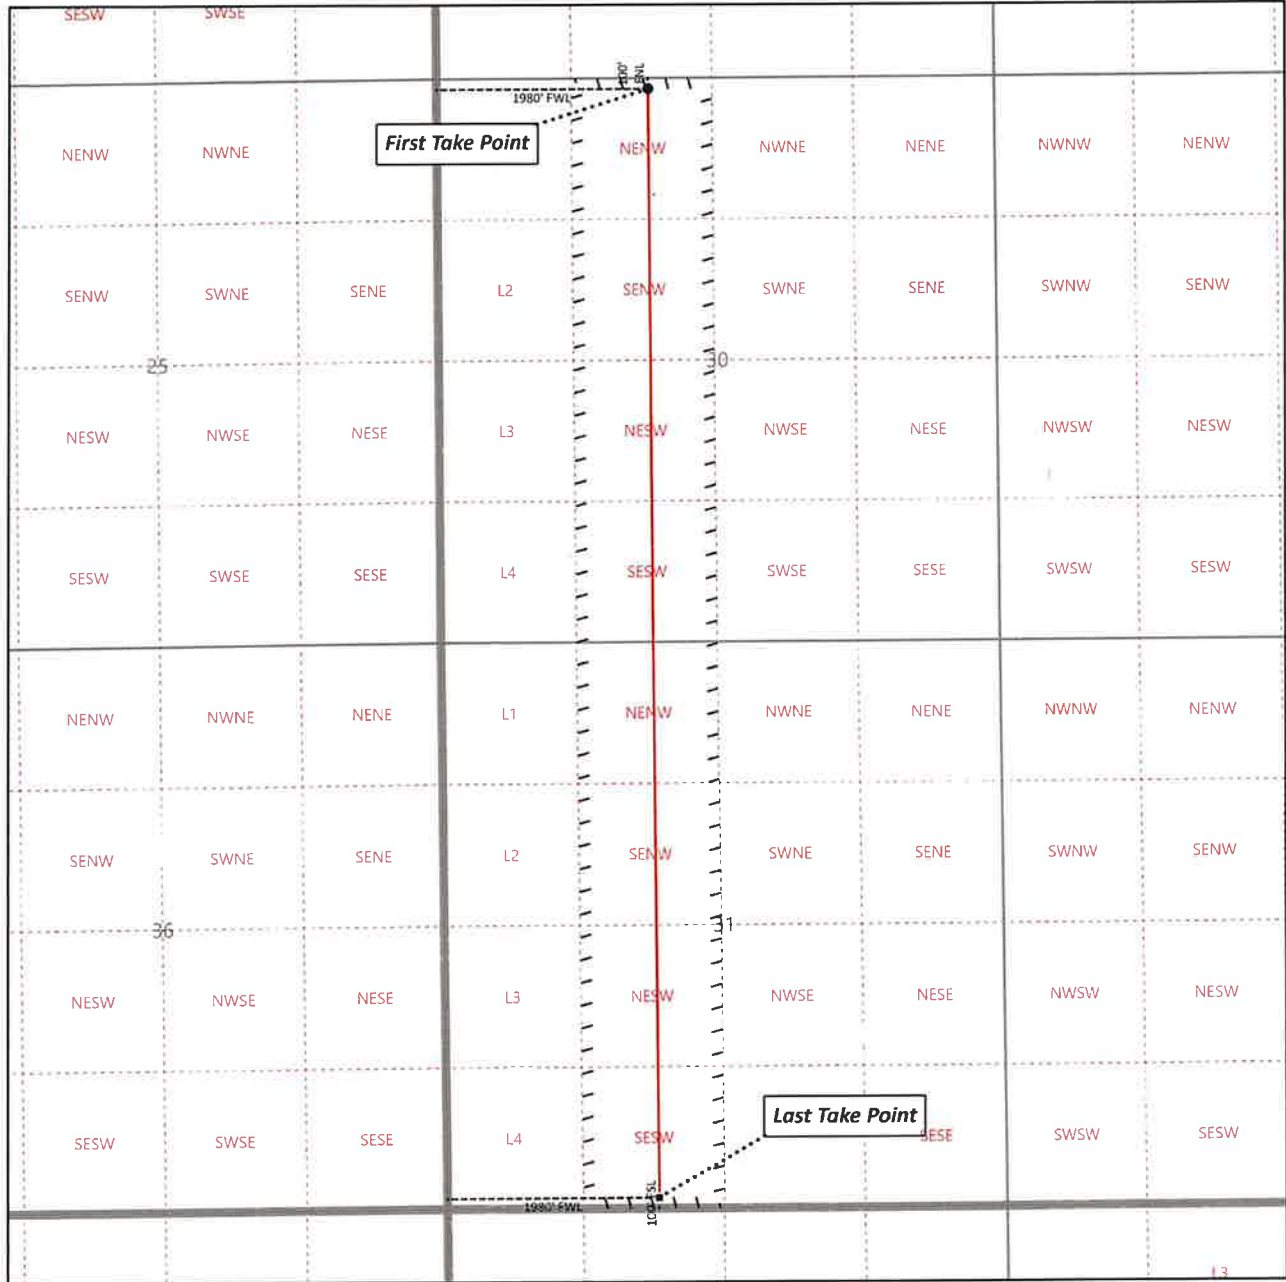 SESW SWSE
100' FNL
1980' FWL
First Take Point
NENW NWNE NENW NWNE NENE NWNW NENW
SENW SWNE SENE L2 SENW SWNE SENE SWNW SENW
25 30
NESW NWSE NESE L3 NESW NWSE NESE NWSW NESW
SESW SWSE SESE L4 SESW SWSE SESE SWSW SESW
NENW NWNE NENE L1 NENW NWNE NENE NWNW NENW
SENW SWNE SENE L2 SENW SWNE SENE SWNW SENW
36 31
NESW NWSE NESE L3 NESW NWSE NESE NWSW NESW
Last Take Point
SESW SWSE SESE L4 SESW SESE SWSW SESW
1980' FWL
100' FSL
L3